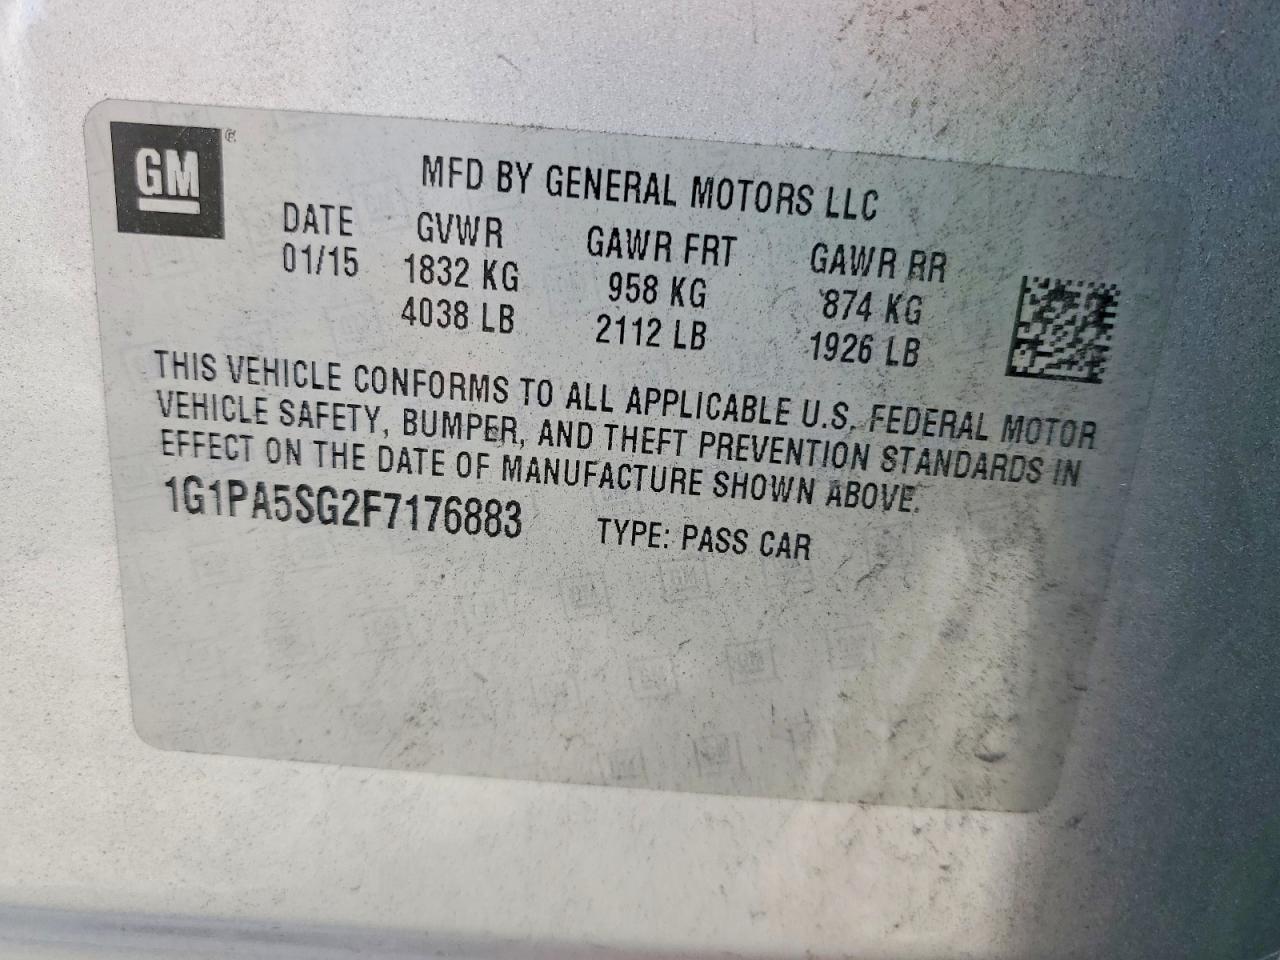 GM ®
MFD BY GENERAL MOTORS LLC
DATE GVWR GAWR FRT GAWR RR
01/15 1832 KG 958 KG 874 KG
4038 LB 2112 LB 1926 LB
THIS VEHICLE CONFORMS TO ALL APPLICABLE U.S. FEDERAL MOTOR
VEHICLE SAFETY, BUMPER, AND THEFT PREVENTION STANDARDS IN
EFFECT ON THE DATE OF MANUFACTURE SHOWN ABOVE.
1G1PA5SG2F7176883 TYPE: PASS CAR